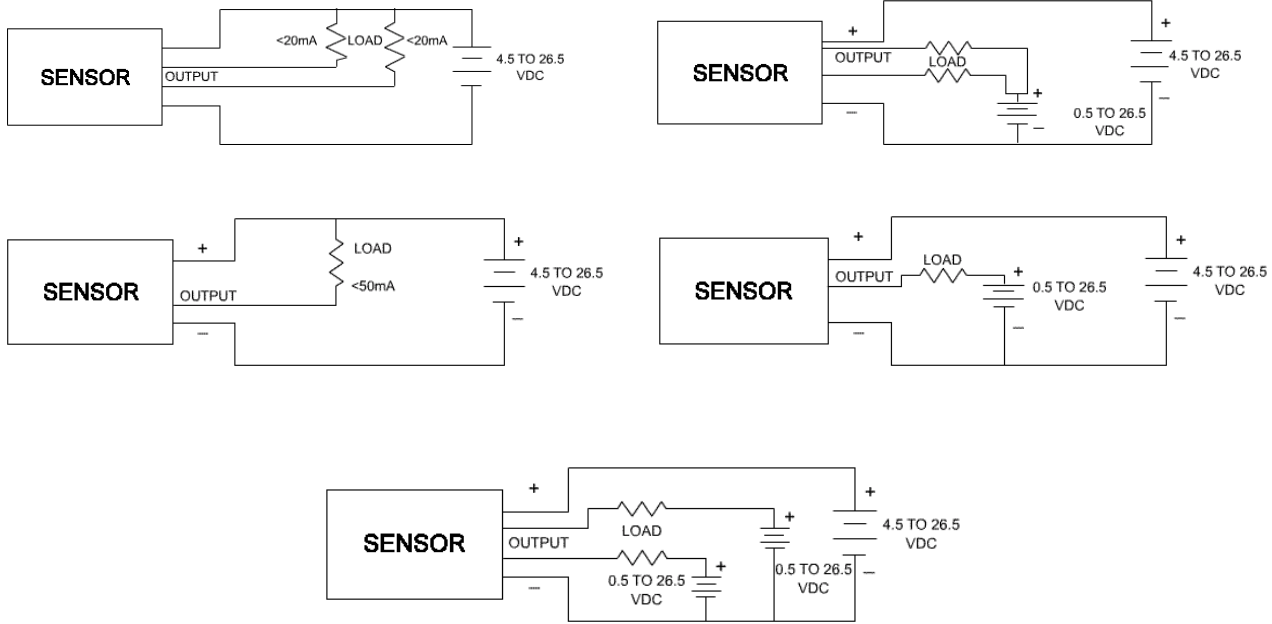 <20mA LOAD <20mA
SENSOR
OUTPUT
4.5 TO 26.5
VDC
+
OUTPUT
LOAD
SENSOR
+
—
0.5 TO 26.5
VDC
+
4.5 TO 26.5
VDC
—
—
+
LOAD
<50mA
SENSOR
OUTPUT
—
+
4.5 TO 26.5
VDC
—
+
OUTPUT
LOAD
SENSOR
—
+
0.5 TO 26.5
VDC
—
+
4.5 TO 26.5
VDC
—
+
LOAD
SENSOR
OUTPUT
—
+
0.5 TO 26.5
VDC
+
0.5 TO 26.5
VDC
+
4.5 TO 26.5
VDC
—